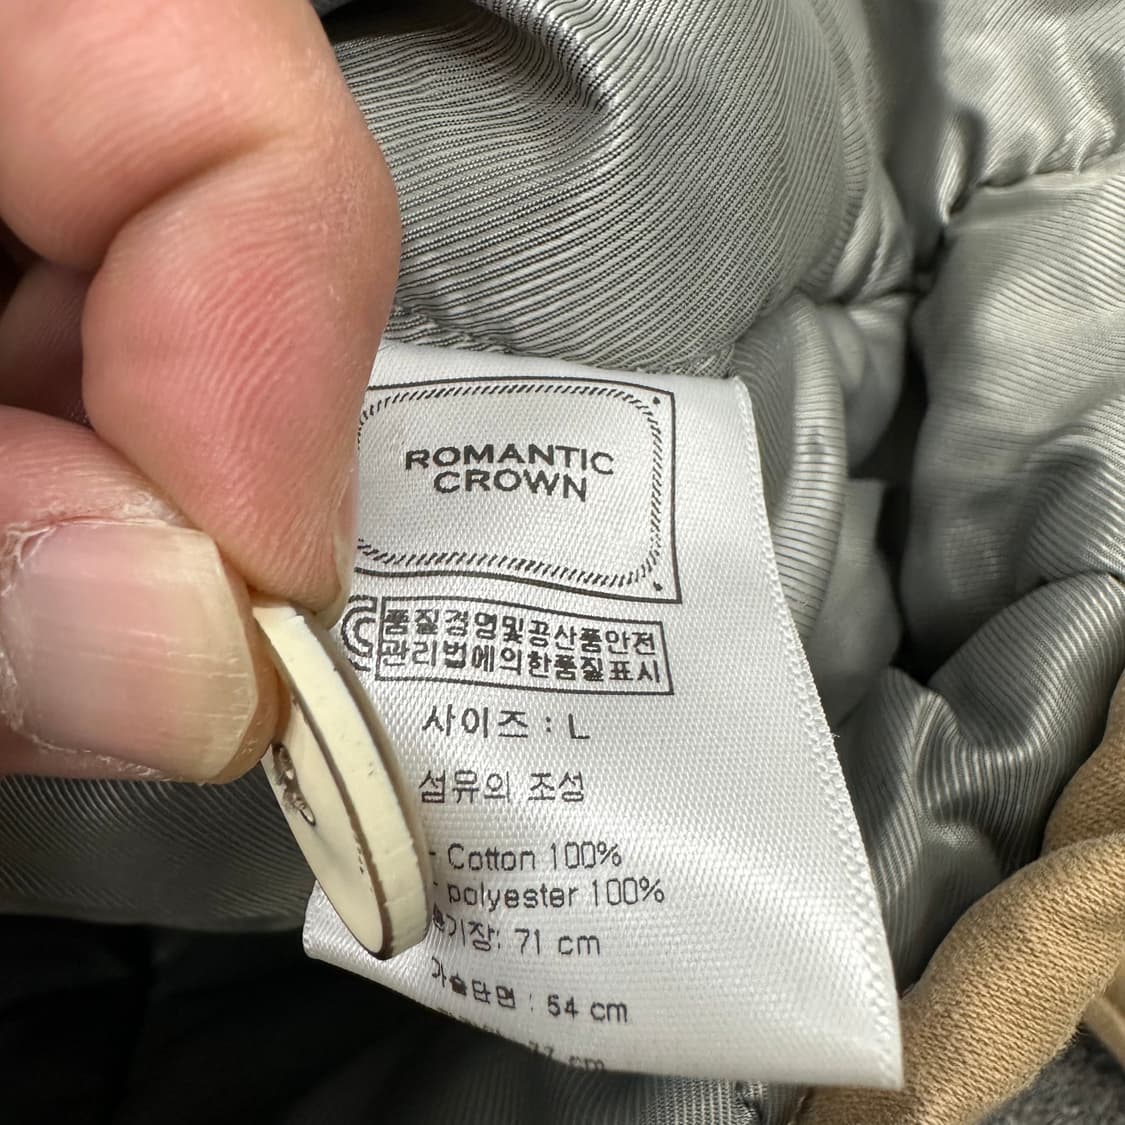 ROMANTIC
CROWN
품질경영및공산품안전
관리법에의한품질표시
사이즈 : L
섬유의 조성
- Cotton 100%
- polyester 100%
71 cm
가슴단면 : 54 cm
cm